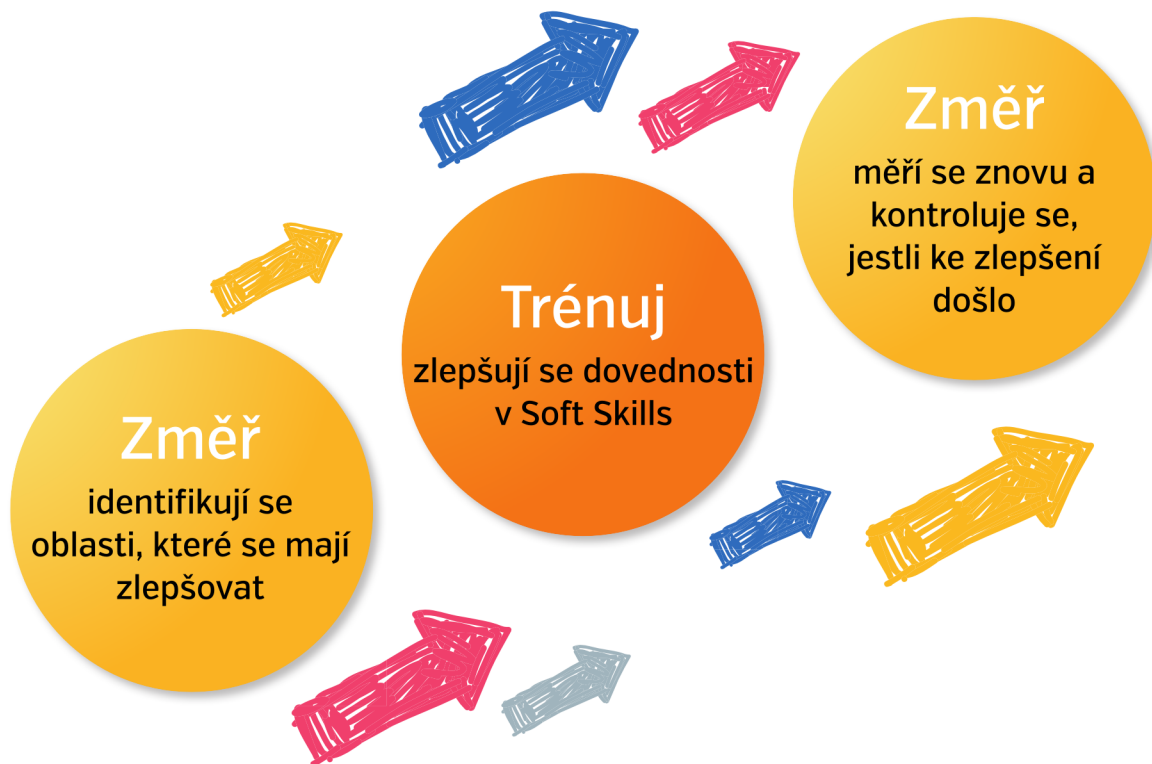 Změř
identifikují se
oblasti, které se mají
zlepšovat
Trénuj
zlepšují se dovednosti
v Soft Skills
Změř
měří se znovu a
kontroluje se,
jestli ke zlepšení
došlo